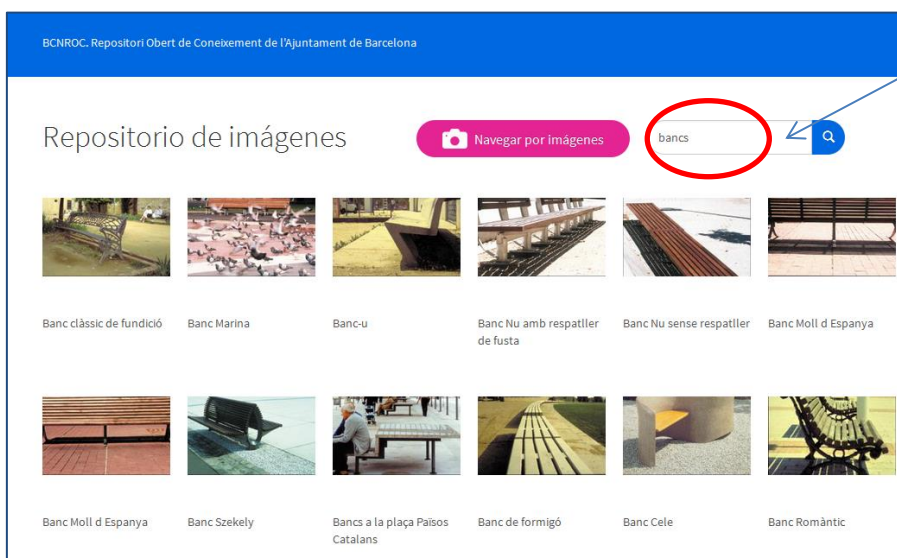 BCNROC. Repositori Obert de Coneixement de l'Ajuntament de Barcelona
Repositorio de imágenes
Navegar por imágenes
bancs
Banc clàssic de fundició
Banc Marina
Banc-u
Banc Nu amb respatller
de fusta
Banc Nu sense respatller
Banc Moll d Espanya
Banc Moll d Espanya
Banc Szekely
Bancs a la plaça Països
Catalans
Banc de formigó
Banc Cele
Banc Romàntic